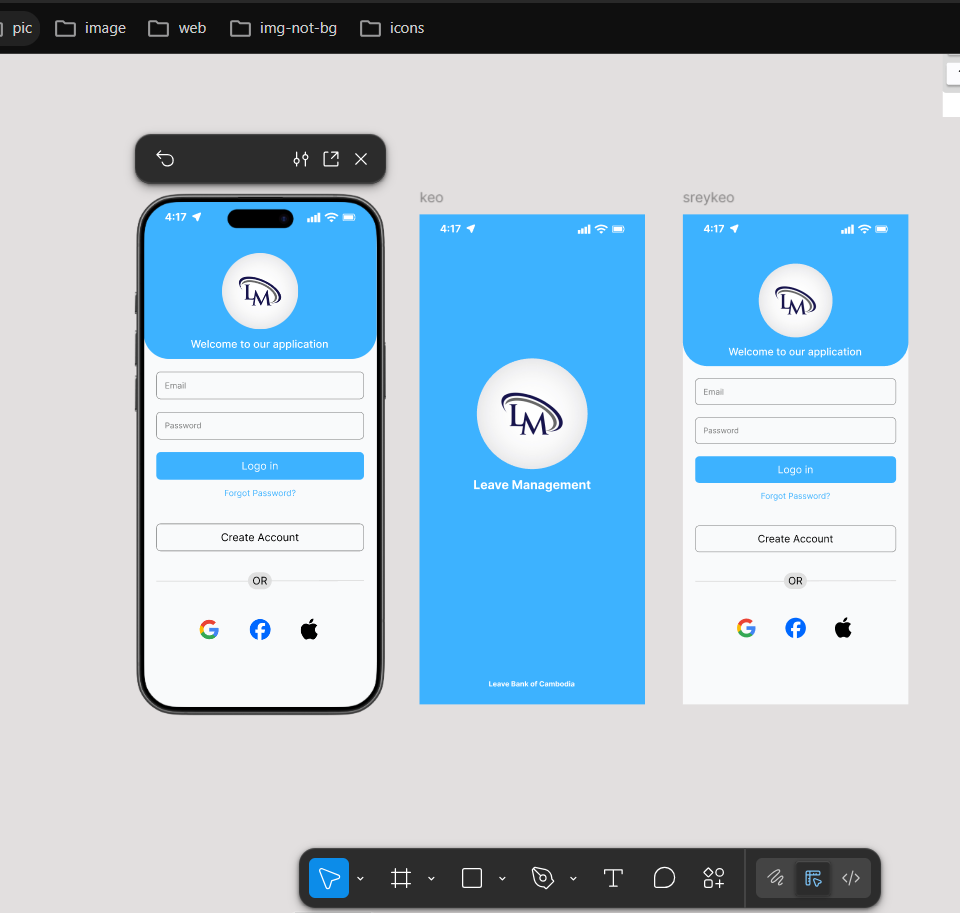 pic
image
web
img-not-bg
icons
4:17
LM
Welcome to our application
Email
Password
Logo in
Forgot Password?
Create Account
OR
keo
4:17
LM
Leave Management
Leave Bank of Cambodia
sreykeo
4:17
LM
Welcome to our application
Email
Password
Logo in
Forgot Password?
Create Account
OR